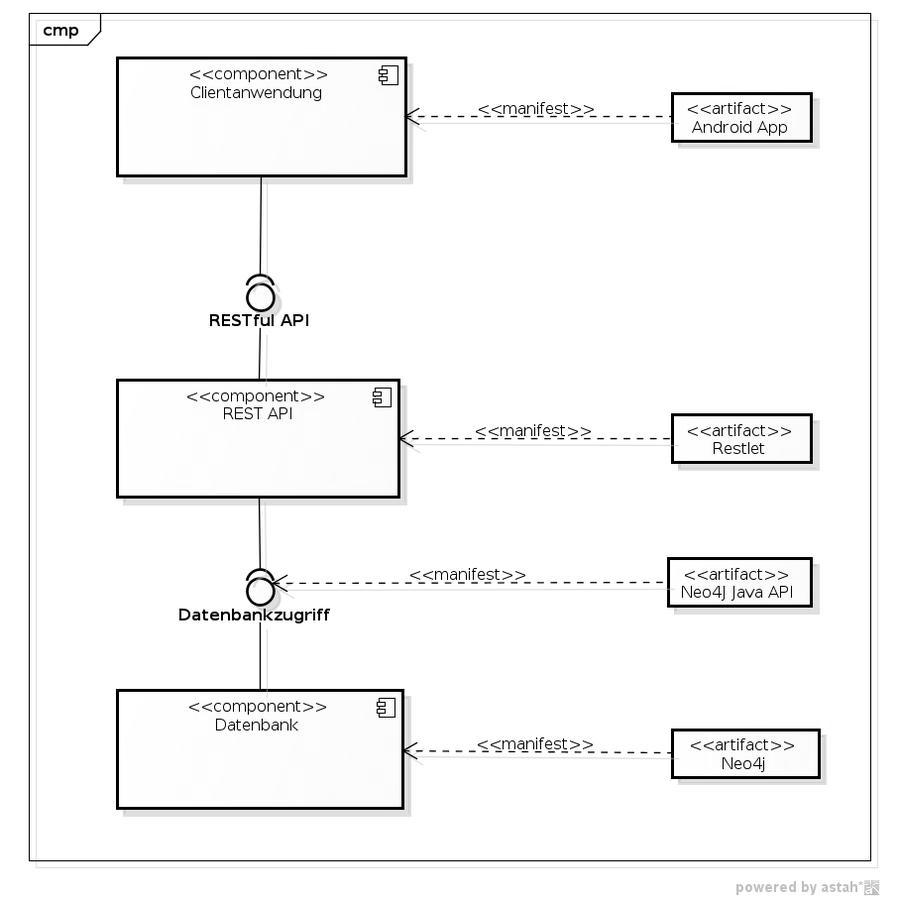 cmp
<<component>>
Clientanwendung
<<manifest>>
<<artifact>>
Android App
RESTful API
<<component>>
REST API
<<manifest>>
<<artifact>>
Restlet
<<manifest>>
<<artifact>>
Neo4J Java API
Datenbankzugriff
<<component>>
Datenbank
<<manifest>>
<<artifact>>
Neo4j
powered by astah*